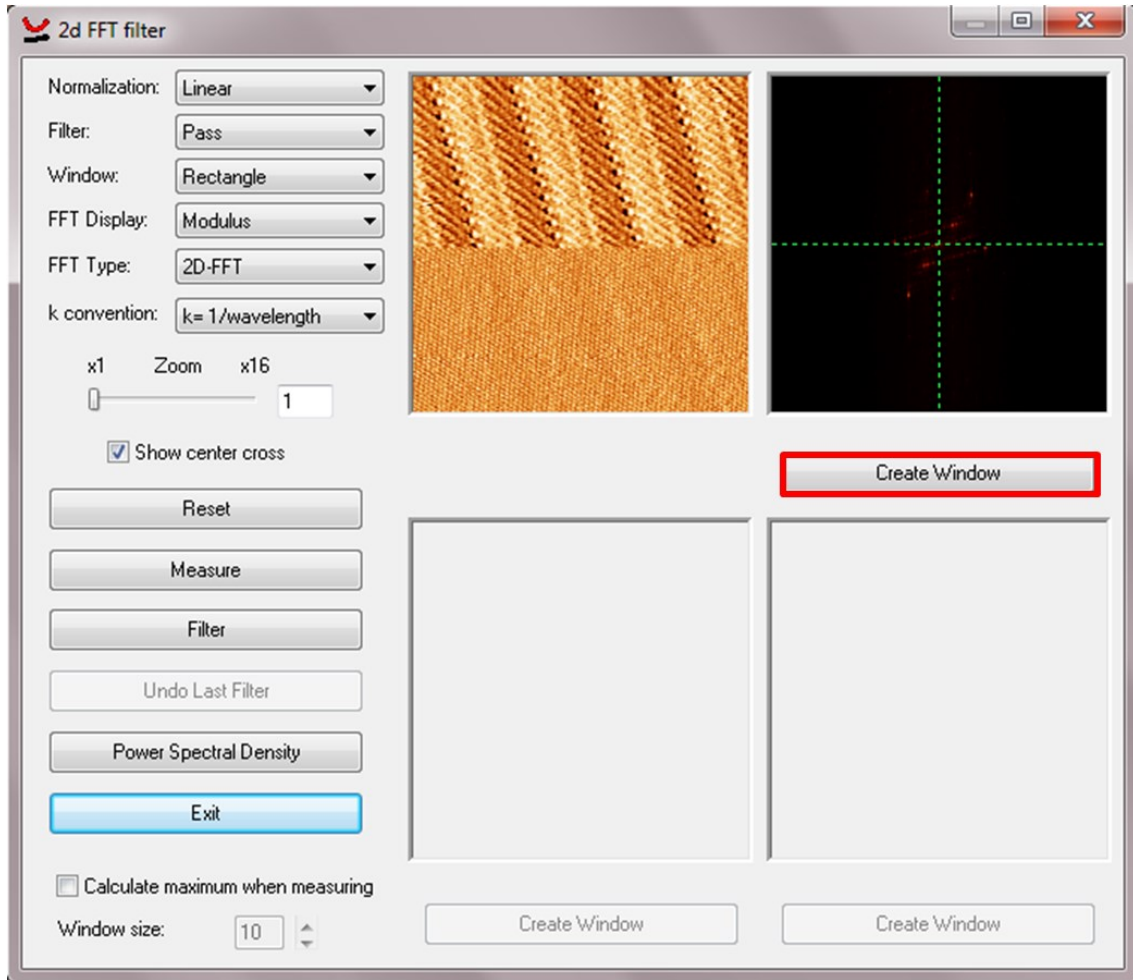 2d FFT filter
Normalization: Linear
Filter: Pass
Window: Rectangle
FFT Display: Modulus
FFT Type: 2D-FFT
k convention: k= 1/wavelength
x1 Zoom x16
1
Show center cross
Create Window
Reset
Measure
Filter
Undo Last Filter
Power Spectral Density
Exit
Calculate maximum when measuring
Window size: 10
Create Window
Create Window